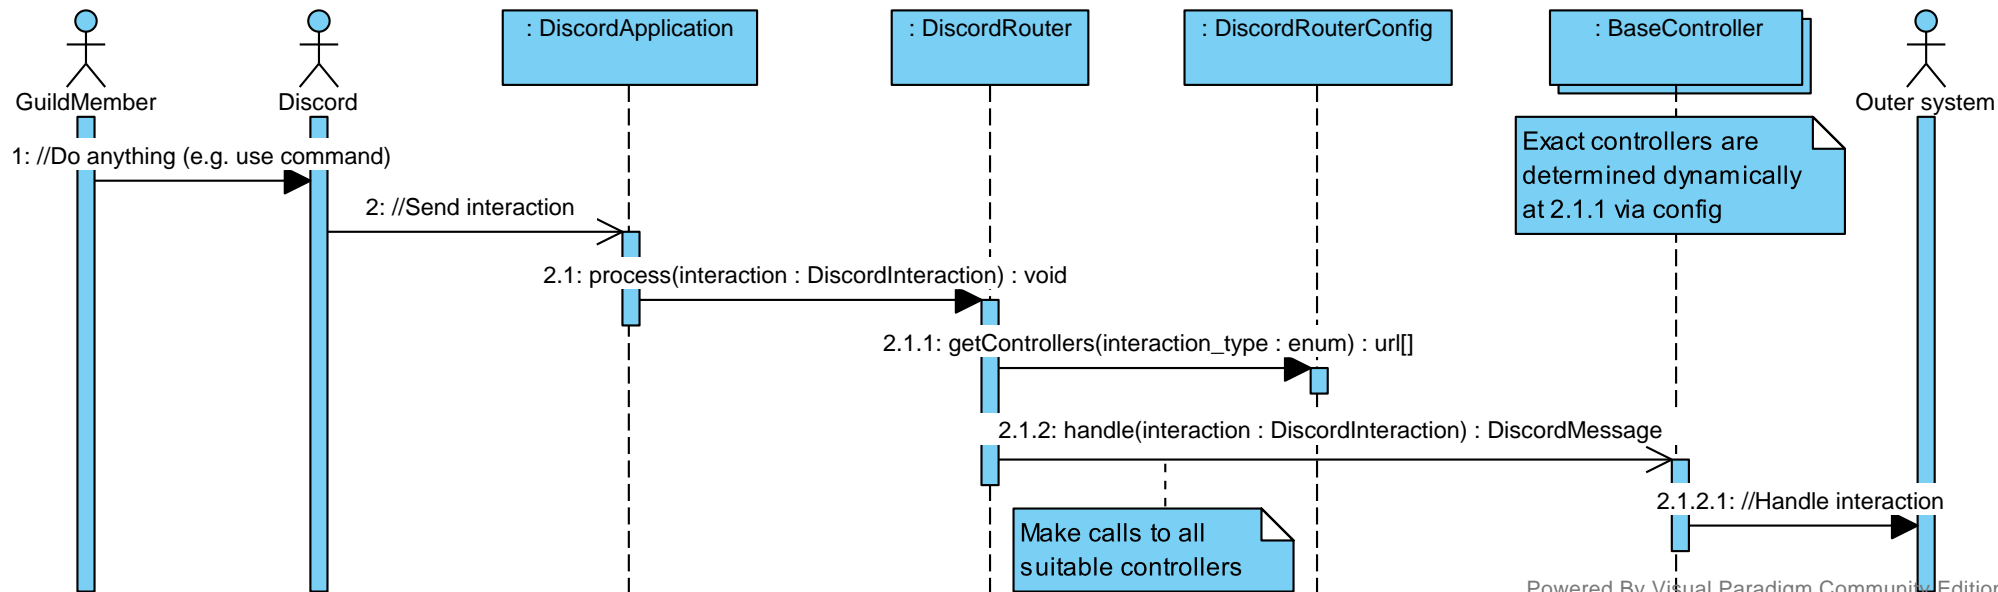 : DiscordApplication
: DiscordRouter
: DiscordRouterConfig
: BaseController
GuildMember
Discord
Outer system
Exact controllers are
determined dynamically
at 2.1.1 via config
1: //Do anything (e.g. use command)
2: //Send interaction
2.1: process(interaction : DiscordInteraction) : void
2.1.1: getControllers(interaction_type : enum) : url[]
2.1.2: handle(interaction : DiscordInteraction) : DiscordMessage
2.1.2.1: //Handle interaction
Make calls to all
suitable controllers
Powered By Visual Paradigm Community Edition